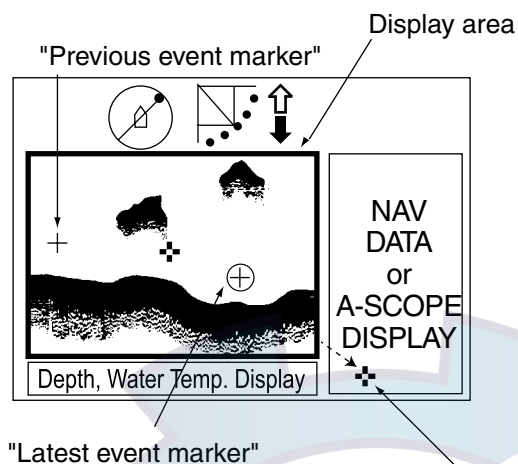 Display area
"Previous event marker"
NAV
DATA
or
A-SCOPE
DISPLAY
Depth, Water Temp. Display
"Latest event marker"